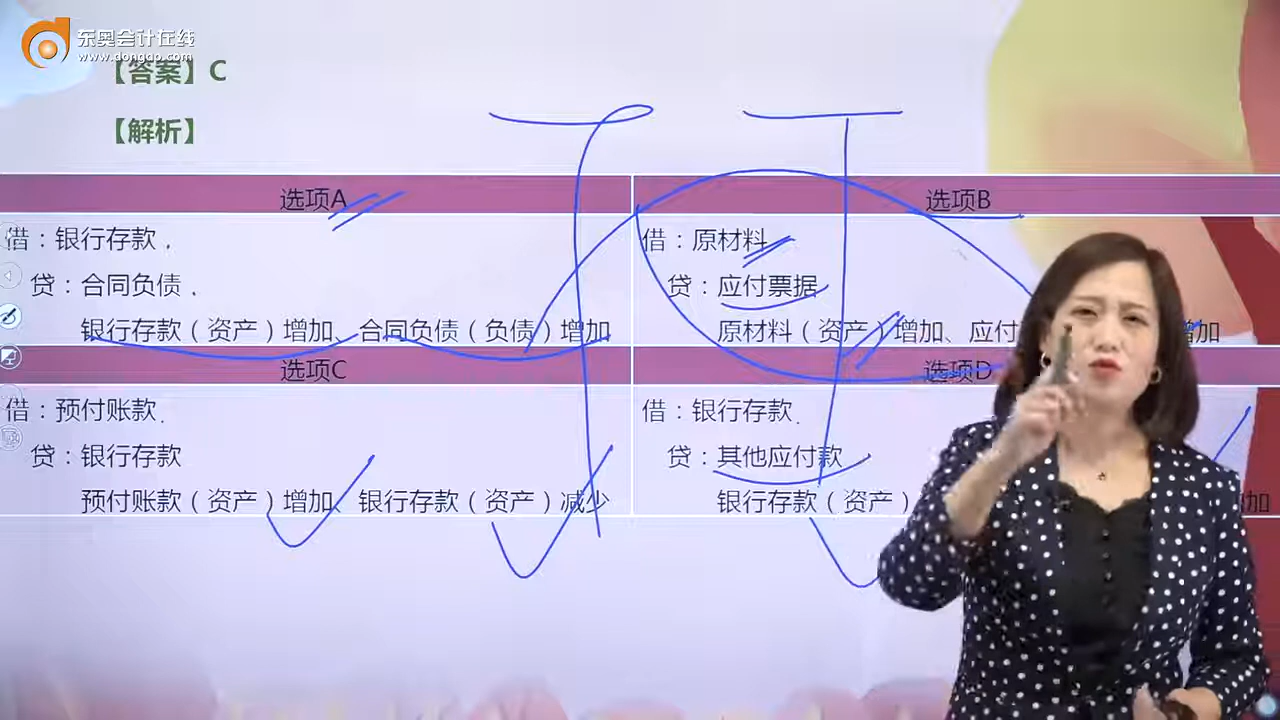 东奥会计在线
www.dongao.com
【答案】C
【解析】
选项A
选项B
借：银行存款
贷：合同负债
银行存款（资产）增加、合同负债（负债）增加
借：原材料
贷：应付票据
原材料（资产）增加、应付 增加
选项C
选项D
借：预付账款
贷：银行存款
预付账款（资产）增加、银行存款（资产）减少
借：银行存款
贷：其他应付款
银行存款（资产） 增加